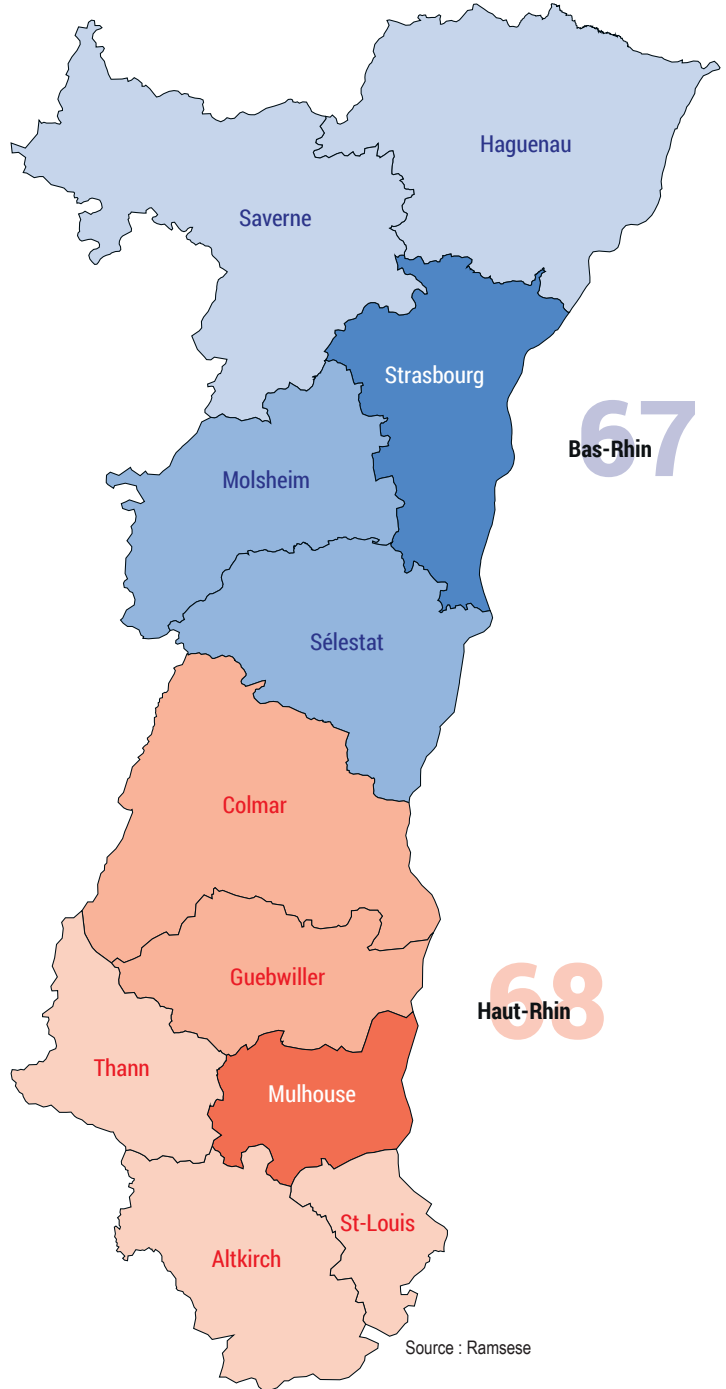 Haguenau
Saverne
Strasbourg
67
Bas-Rhin
Molsheim
Sélestat
Colmar
Guebwiller
68
Haut-Rhin
Thann
Mulhouse
St-Louis
Altkirch
Source : Ramsese